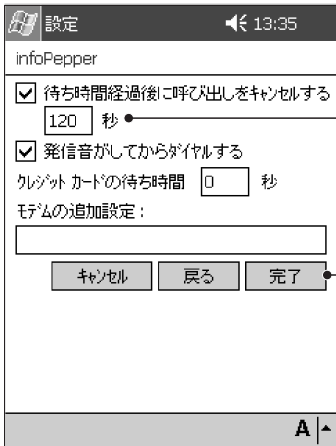 設定 13:35
infoPepper
待ち時間経過後に呼び出しをｷｬﾝｾﾙする
120 秒
発信音がしてからﾀﾞｲﾔﾙする
ｸﾚｼﾞｯﾄ ｶｰﾄﾞの待ち時間 0 秒
ﾓﾃﾞﾑの追加設定：
ｷｬﾝｾﾙ 戻る 完了
A